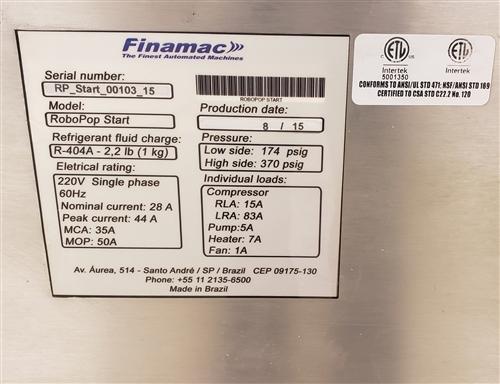 Finamac
The Finest Automated Machines
Serial number:
RP_Start_00103_15
ROBOPOP START
Model:
RoboPop Start
Production date:
8 / 15
Refrigerant fluid charge:
R-404A - 2,2 lb (1 kg)
Pressure:
Low side: 174 psig
High side: 370 psig
Eletrical rating:
220V Single phase
60Hz
Nominal current: 28 A
Peak current: 44 A
MCA: 35A
MOP: 50A
Individual loads:
Compressor
RLA: 15A
LRA: 83A
Pump:5A
Heater: 7A
Fan: 1A
Av. Áurea, 514 - Santo André / SP / Brazil CEP 09175-130
Phone: +55 11 2135-6500
Made in Brazil
ETL
Intertek
5001350
ETL
Intertek
CONFORMS TO ANSI/UL STD 471; NSF/ANSI STD 169
CERTIFIED TO CSA STD C22.2 No. 120